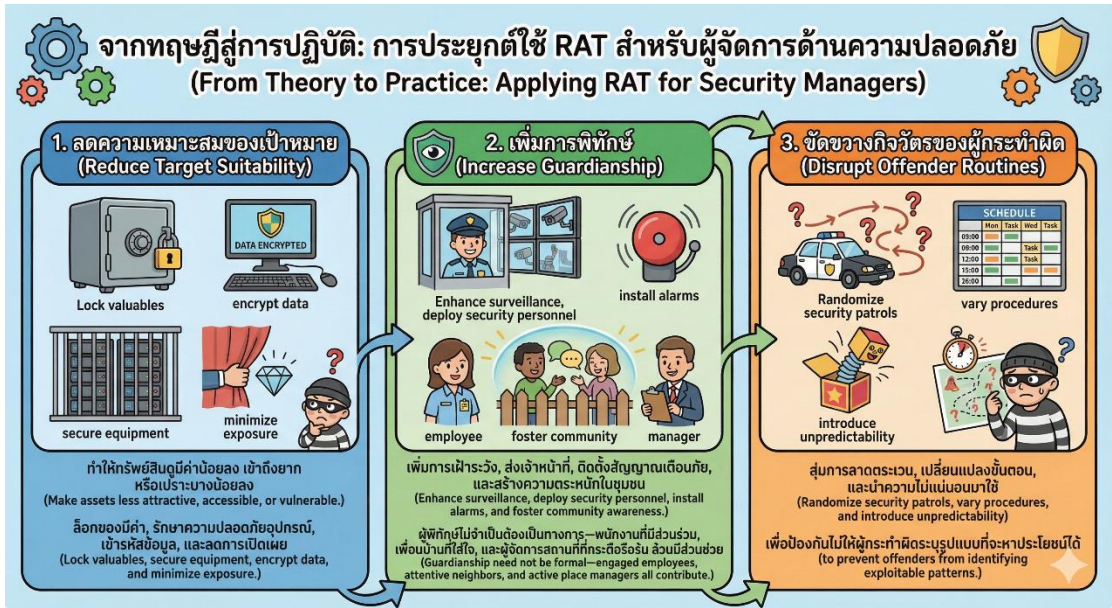 จากทฤษฎีสู่การปฏิบัติ: การประยุกต์ใช้ RAT สำหรับผู้จัดการด้านความปลอดภัย
(From Theory to Practice: Applying RAT for Security Managers)
1. ลดความเหมาะสมของเป้าหมาย
(Reduce Target Suitability)
Lock valuables
DATA ENCRYPTED
encrypt data
secure equipment
minimize
exposure
?
ทำให้ทรัพย์สินดูมีค่าน้อยลง เข้าถึงยาก
หรือเปราะบางน้อยลง
(Make assets less attractive, accessible, or vulnerable.)
ล็อกของมีค่า, รักษาความปลอดภัยอุปกรณ์,
เข้ารหัสข้อมูล, และลดการเปิดเผย
(Lock valuables, secure equipment, encrypt data,
and minimize exposure.)
2. เพิ่มการพิทักษ์
(Increase Guardianship)
Enhance surveillance,
deploy security personnel
install alarms
employee
foster community
manager
เพิ่มการเฝ้าระวัง, ส่งเจ้าหน้าที่, ติดตั้งสัญญาณเตือนภัย,
และสร้างความตระหนักในชุมชน
(Enhance surveillance, deploy security personnel, install
alarms, and foster community awareness.)
ผู้พิทักษ์ไม่จำเป็นต้องเป็นทางการ—พนักงานที่มีส่วนร่วม,
เพื่อนบ้านที่ใส่ใจ, และผู้จัดการสถานที่ที่กระตือรือร้น ล้วนมีส่วนช่วย
(Guardianship need not be formal—engaged employees,
attentive neighbors, and active place managers all contribute.)
3. ขัดขวางกิจวัตรของผู้กระทำผิด
(Disrupt Offender Routines)
? ? ? ?
Randomize
security patrols
SCHEDULE
Mon Task Wed Task
03:00
09:00 Task
12:00 Task
15:00
26:00
vary procedures
introduce
unpredictability
?
สุ่มการลาดตระเวน, เปลี่ยนแปลงขั้นตอน,
และนำความไม่แน่นอนมาใช้
(Randomize security patrols, vary procedures,
and introduce unpredictability)
เพื่อป้องกันไม่ให้ผู้กระทำผิดระบุรูปแบบที่จะหาประโยชน์ได้
(to prevent offenders from identifying
exploitable patterns.)